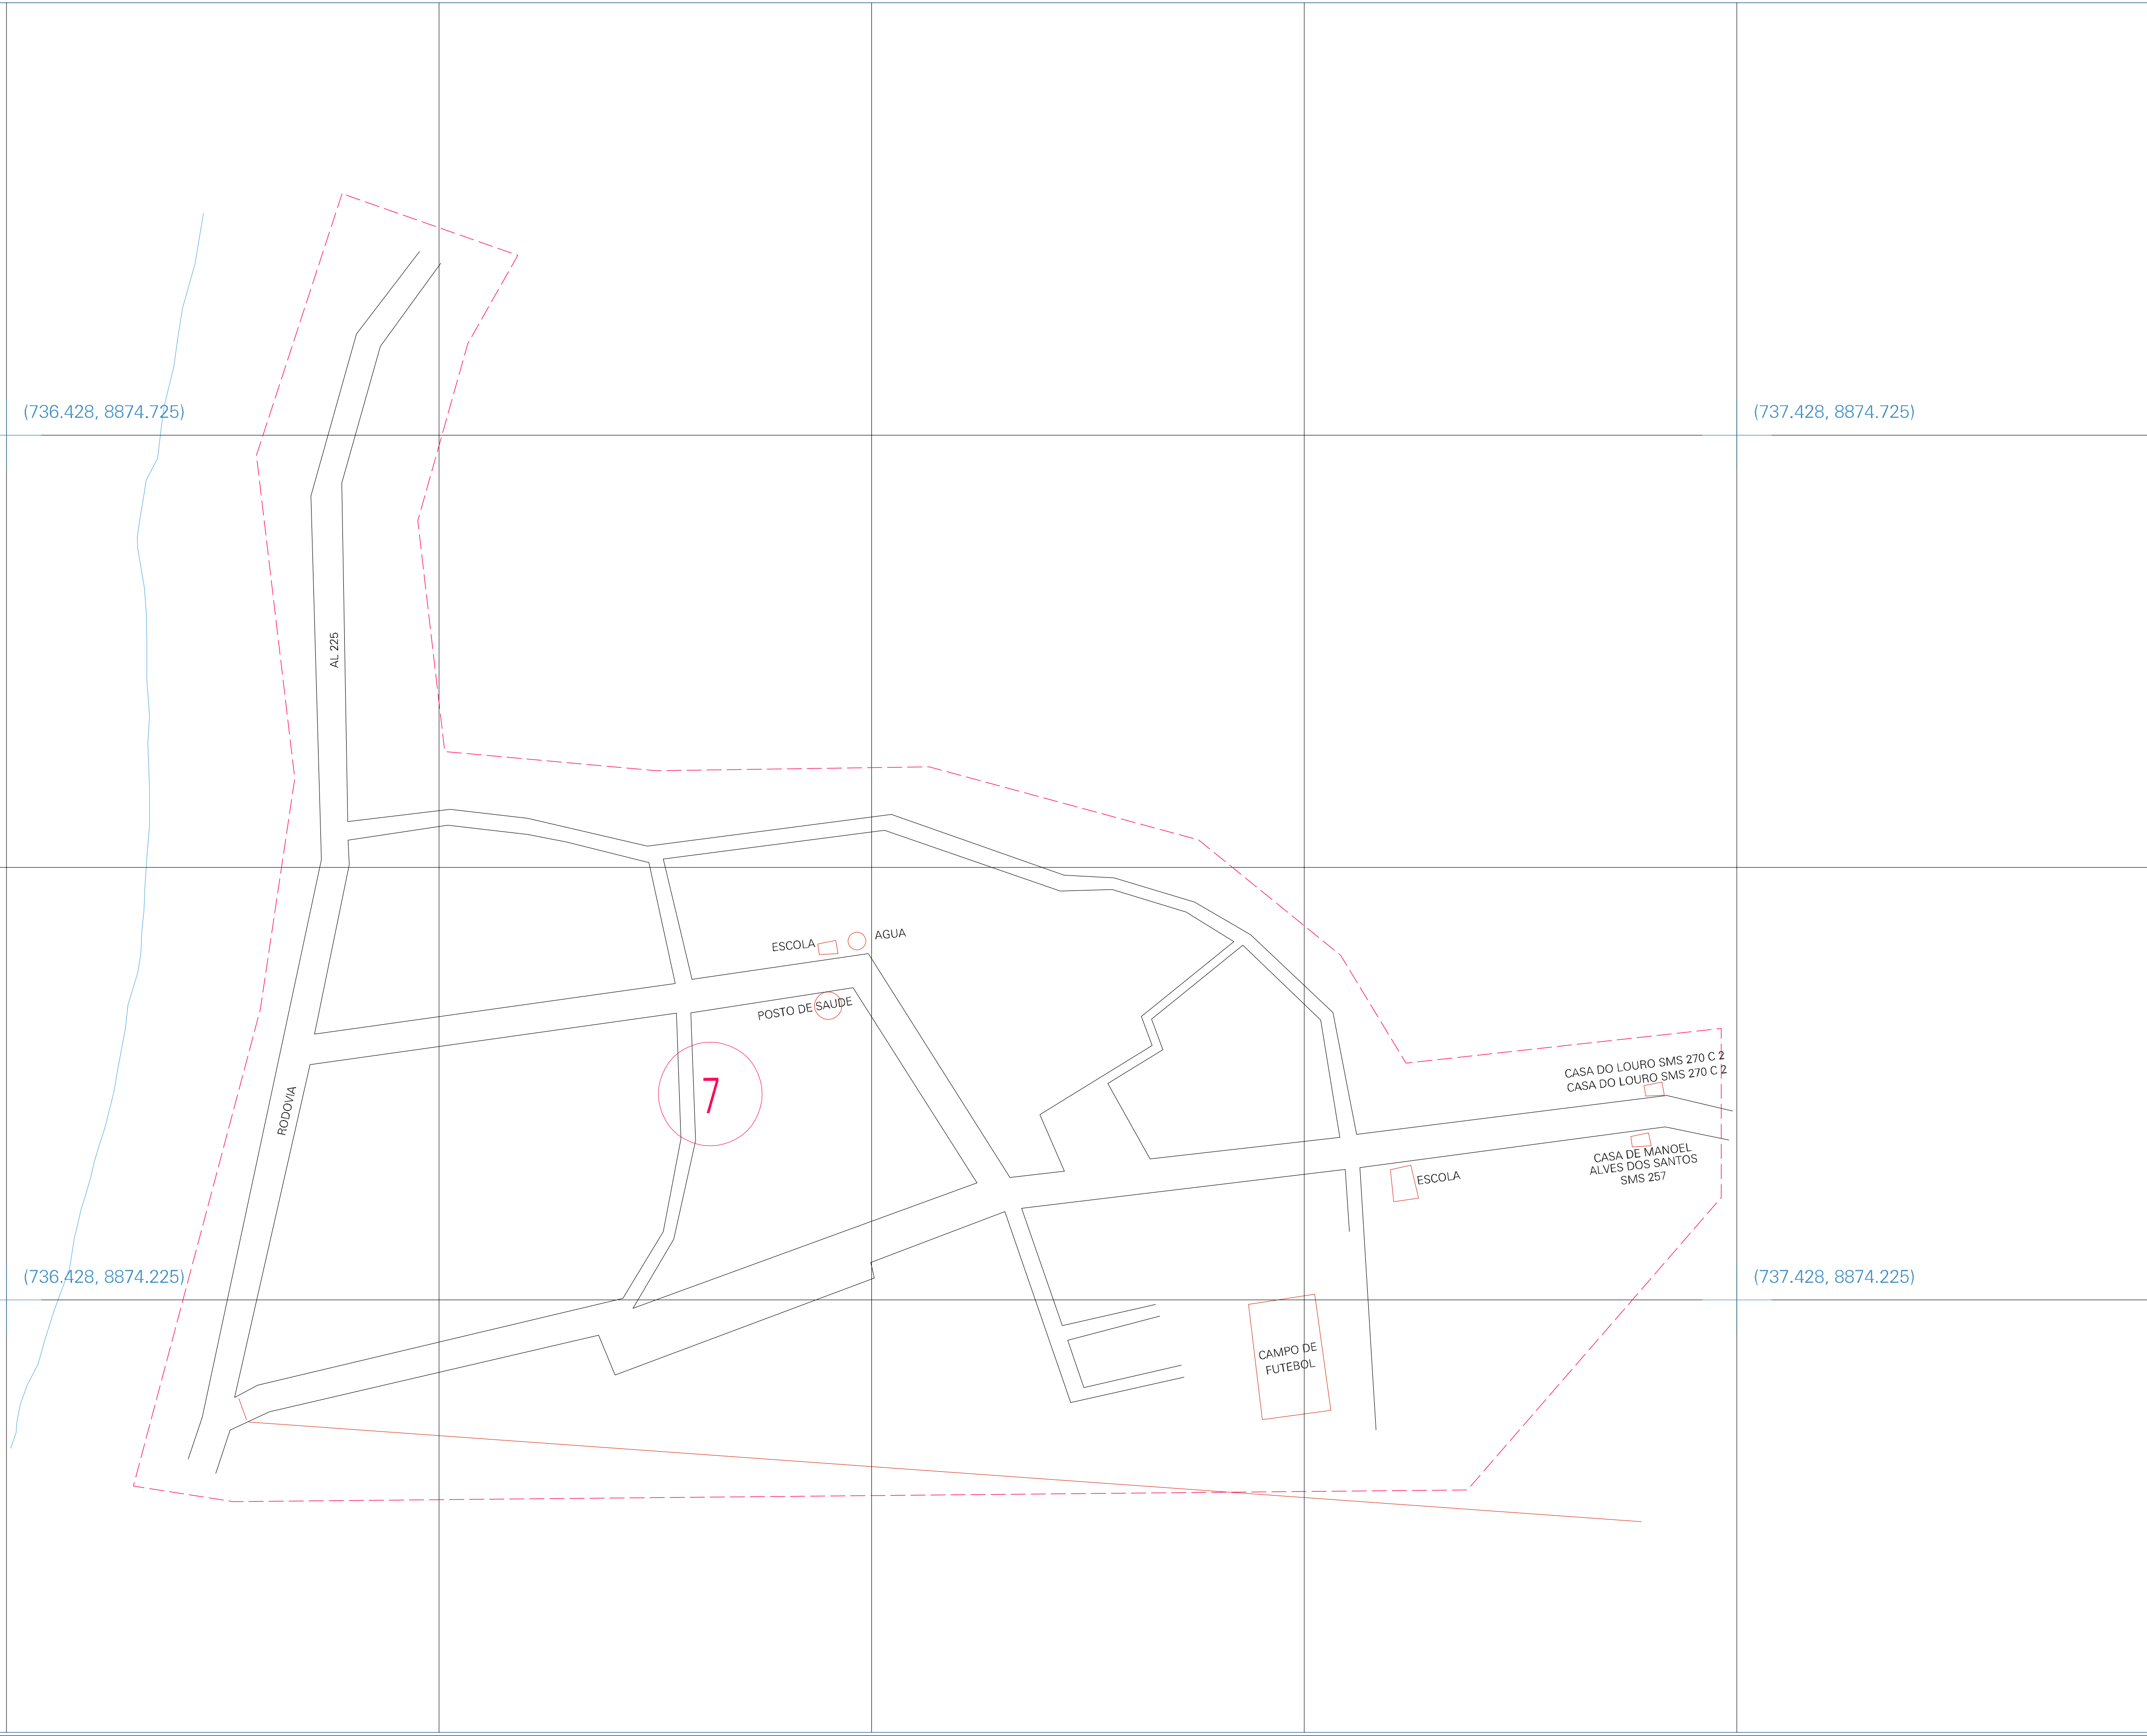 (736.428, 8874.725)
(737.428, 8874.725)
AL 225
ESCOLA
AGUA
POSTO DE SAUDE
7
RODOVIA
CASA DO LOURO SMS 270 C 2
CASA DO LOURO SMS 270 C 2
CASA DE MANOEL
ALVES DOS SANTOS
SMS 257
ESCOLA
(736.428, 8874.225)
(737.428, 8874.225)
CAMPO DE
FUTEBOL